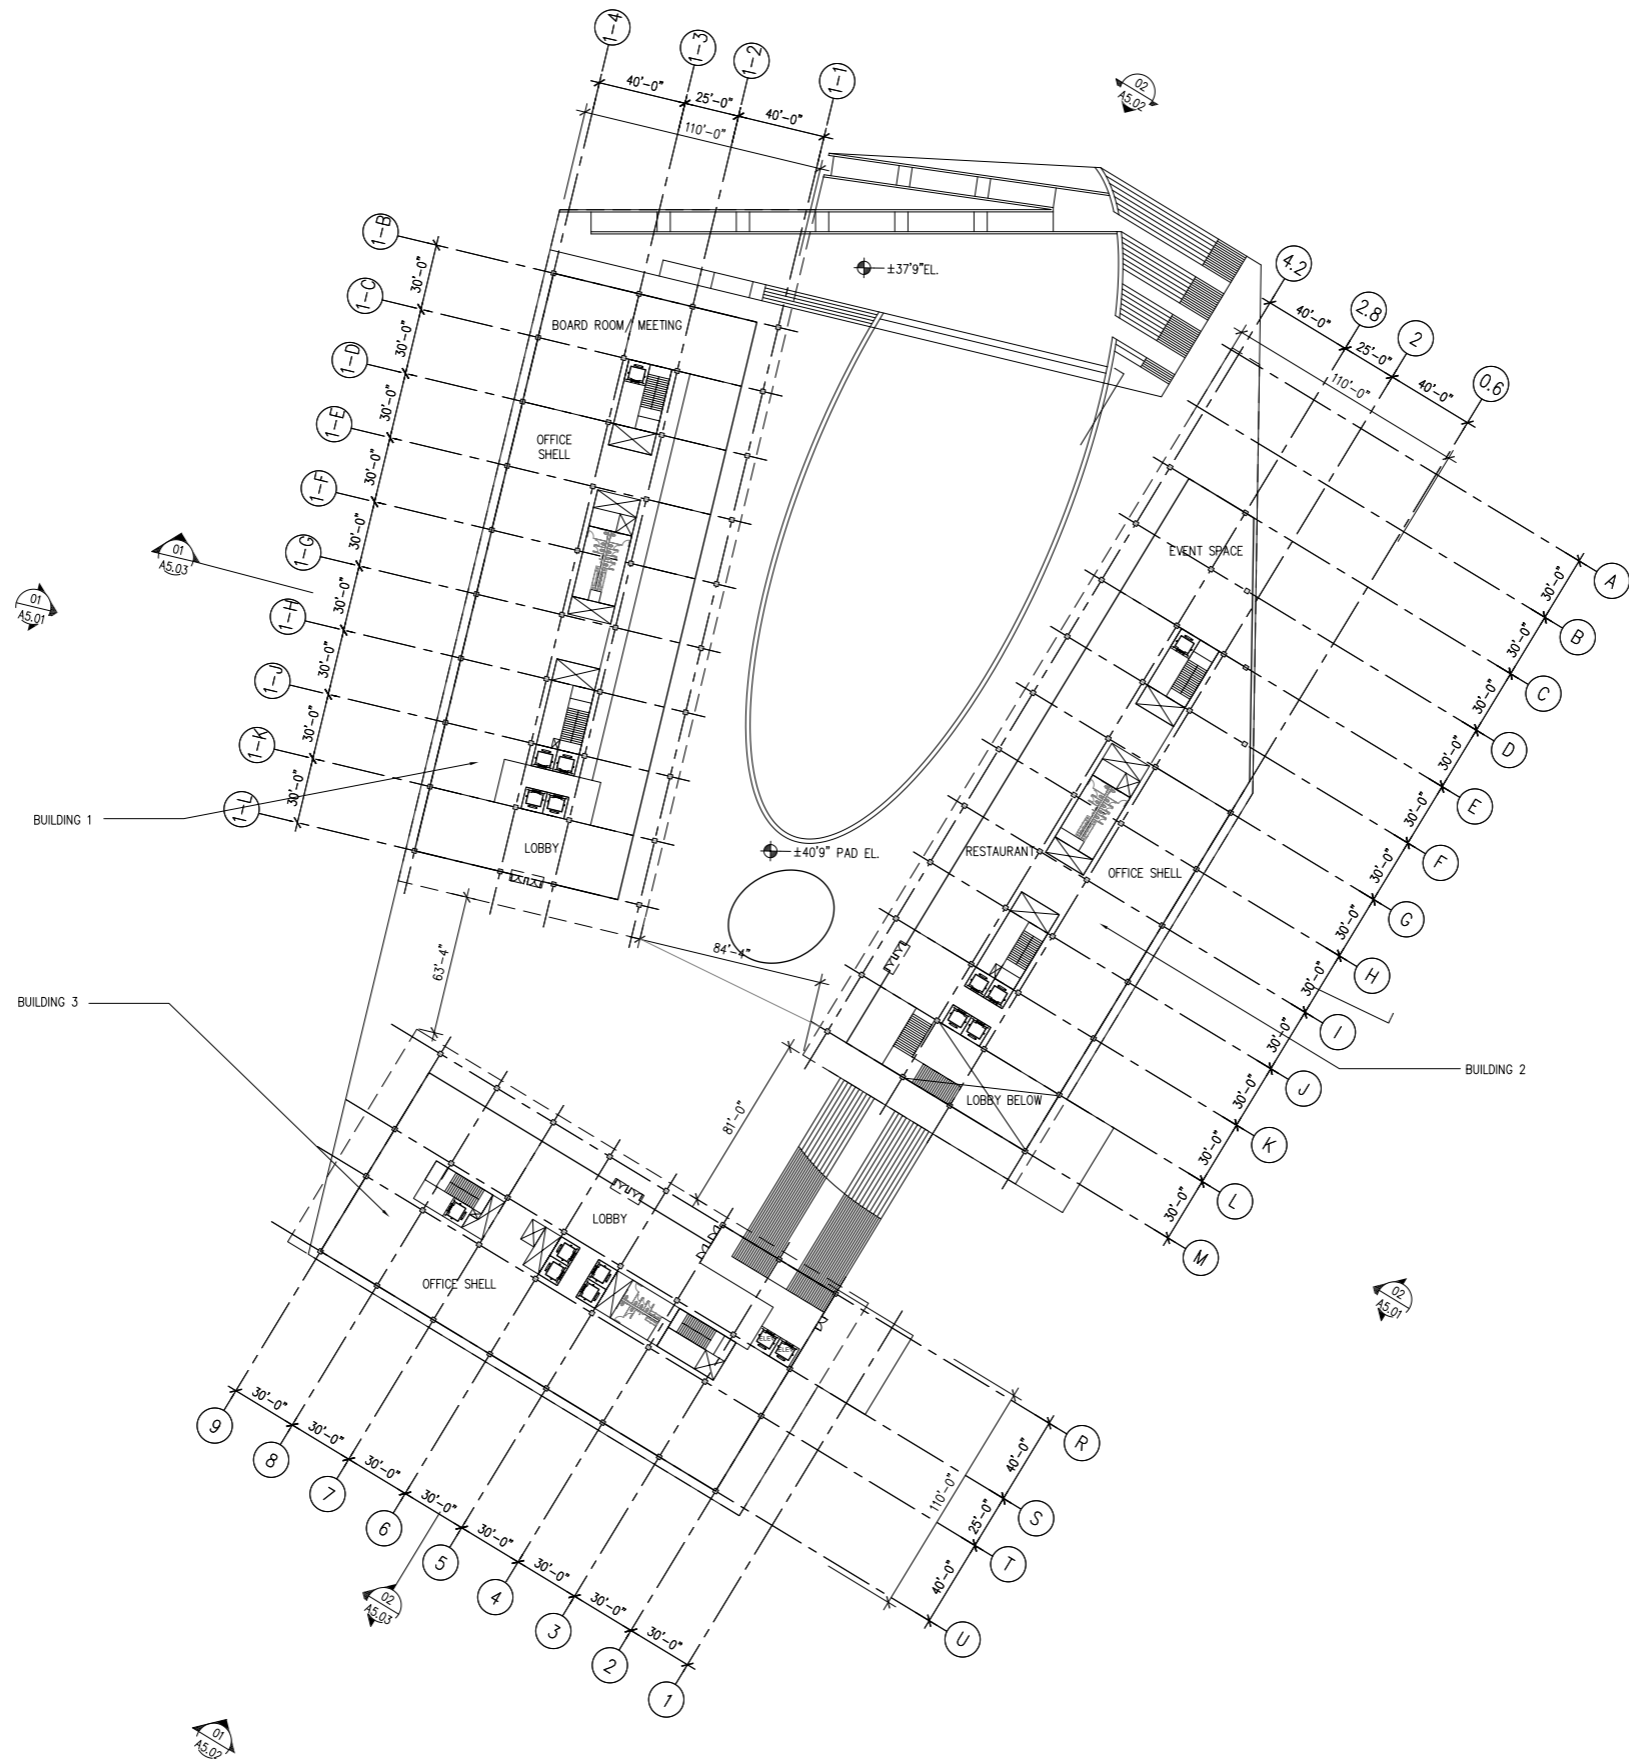 1-4
1-3
1-2
1-1
40'-0"
25'-0"
40'-0"
110'-0"
02
A5.02
1-B
1-C
1-D
1-E
1-F
1-G
1-H
1-J
1-K
1-L
30'-0"
30'-0"
30'-0"
30'-0"
30'-0"
30'-0"
30'-0"
30'-0"
30'-0"
±37'9"EL.
BOARD ROOM / MEETING
OFFICE
SHELL
01
A5.03
01
A5.01
BUILDING 1
LOBBY
±40'9" PAD EL.
84'-4"
63'-4"
81'-0"
4.2
2.8
2
0.6
40'-0"
25'-0"
40'-0"
110'-0"
EVENT SPACE
RESTAURANT
OFFICE SHELL
LOBBY BELOW
BUILDING 2
A
B
C
D
E
F
G
H
I
J
K
L
M
30'-0"
30'-0"
30'-0"
30'-0"
30'-0"
30'-0"
30'-0"
30'-0"
30'-0"
30'-0"
30'-0"
30'-0"
02
A5.01
BUILDING 3
LOBBY
OFFICE SHELL
ELEV
ELEV
9
8
7
6
5
4
3
2
1
30'-0"
30'-0"
30'-0"
30'-0"
30'-0"
30'-0"
30'-0"
30'-0"
R
S
T
U
40'-0"
25'-0"
40'-0"
110'-0"
02
A5.03
01
A5.02